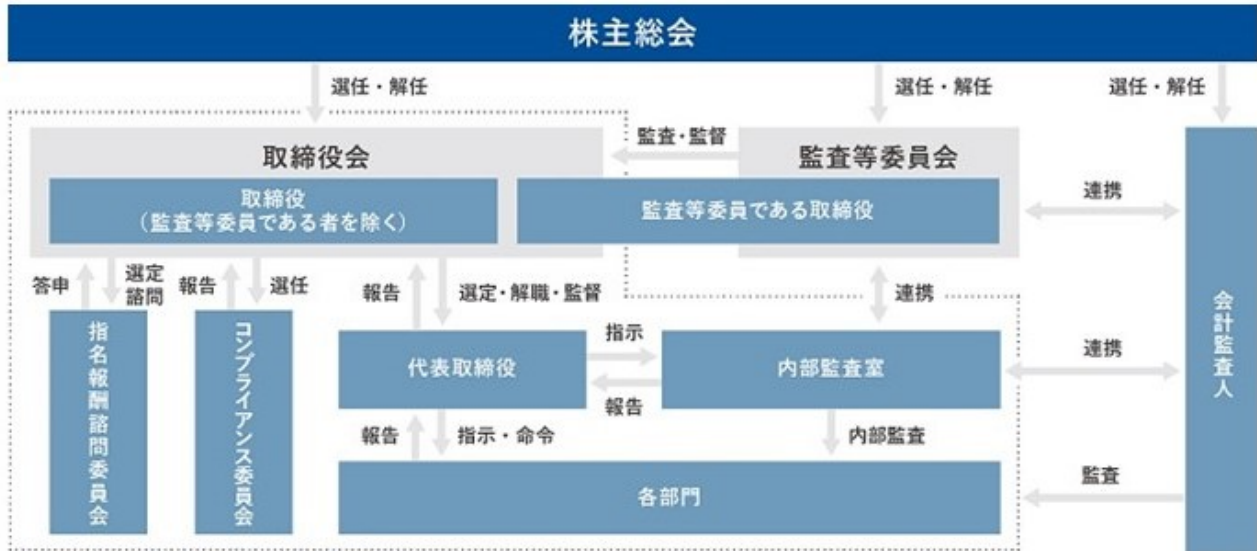 株主総会
選任・解任
選任・解任
選任・解任
取締役会
監査・監督
監査等委員会
取締役
（監査等委員である者を除く）
監査等委員である取締役
連携
答申
選定
諮問
報告
選任
報告
選定・解職・監督
連携
指名報酬諮問委員会
コンプライアンス委員会
代表取締役
指示
報告
内部監査室
連携
会計監査人
報告
指示・命令
内部監査
各部門
監査